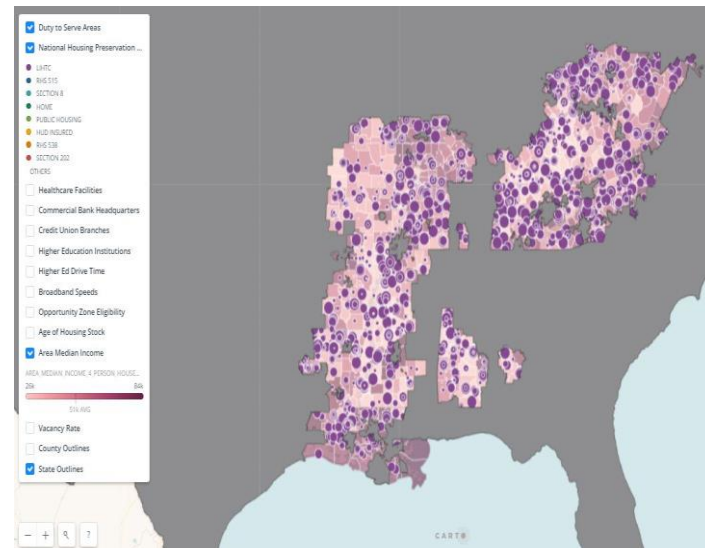 Duty to Serve Areas
National Housing Preservation ...
LIHTC
RHS 515
SECTION 8
HOME
PUBLIC HOUSING
HUD INSURED
RHS 538
SECTION 202
OTHERS
Healthcare Facilities
Commercial Bank Headquarters
Credit Union Branches
Higher Education Institutions
Higher Ed Drive Time
Broadband Speeds
Opportunity Zone Eligibility
Age of Housing Stock
Area Median Income
AREA MEDIAN INCOME 4 PERSON HOUSE...
26k 84k
AVG
Vacancy Rate
County Outlines
State Outlines
− + ?
CARTO